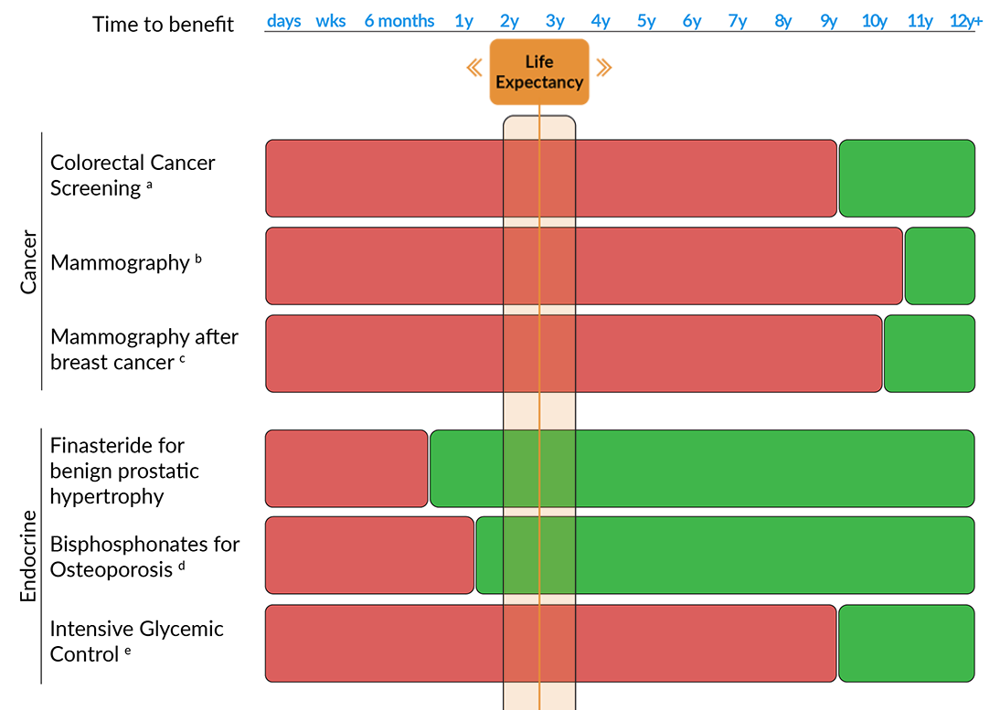 Time to benefit
days wks 6 months 1y 2y 3y 4y 5y 6y 7y 8y 9y 10y 11y 12y+
Life
Expectancy
Cancer
Colorectal Cancer
Screening a
Mammography b
Mammography after
breast cancer c
Endocrine
Finasteride for
benign prostatic
hypertrophy
Bisphosphonates for
Osteoporosis d
Intensive Glycemic
Control e